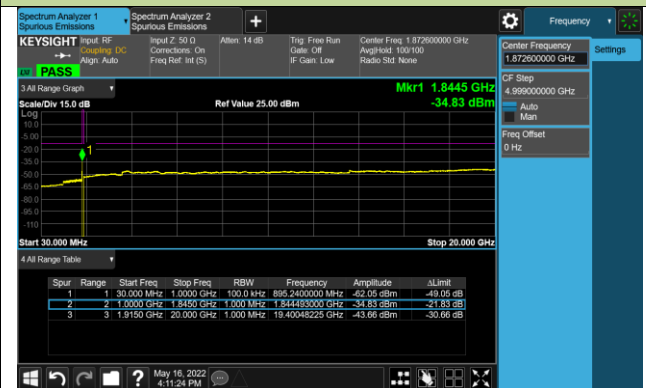 Spectrum Analyzer 1
Spurious Emissions
Spectrum Analyzer 2
Spurious Emissions
Frequency
KEYSIGHT
Input: RF
Coupling: DC
Align: Auto
Input Z: 50 Ω
Corrections: On
Freq Ref: Int (S)
Atten: 14 dB
Trig: Free Run
Gate: Off
IF Gain: Low
Center Freq: 1.872600000 GHz
Avg|Hold: 100/100
Radio Std: None
PASS
Center Frequency
1.872600000 GHz
Settings
CF Step
4.999000000 GHz
Auto
Man
Freq Offset
0 Hz
3 All Range Graph
Mkr1 1.8445 GHz
Scale/Div 15.0 dB
Ref Value 25.00 dBm
-34.83 dBm
Log
10.0
-5.00
-20.0
-35.0
-50.0
-65.0
-80.0
-95.0
-110
1
Start 30.000 MHz
Stop 20.000 GHz
4 All Range Table
Spur Range Start Freq Stop Freq RBW Frequency Amplitude ΔLimit
1 1 30.000 MHz 1.0000 GHz 100.0 kHz 895.2400000 MHz -62.05 dBm -49.05 dB
2 2 1.0000 GHz 1.8450 GHz 1.000 MHz 1.844493000 GHz -34.83 dBm -21.83 dB
3 3 1.9150 GHz 20.000 GHz 1.000 MHz 19.40048225 GHz -43.66 dBm -30.66 dB
?
May 16, 2022
4:11:24 PM